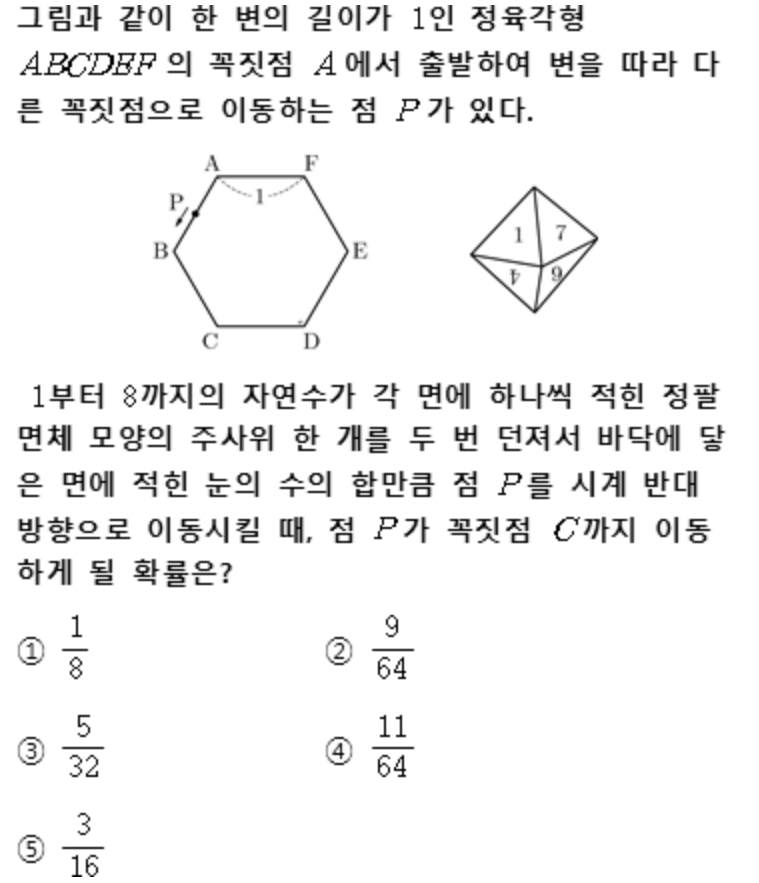 그림과 같이 한 변의 길이가 1인 정육각형
ABCDEF의 꼭짓점 A에서 출발하여 변을 따라 다
른 꼭짓점으로 이동하는 점 P가 있다.
A F
P 1
B E
C D
1 7
4 6
1부터 8까지의 자연수가 각 면에 하나씩 적힌 정팔
면체 모양의 주사위 한 개를 두 번 던져서 바닥에 닿
은 면에 적힌 눈의 수의 합만큼 점 P를 시계 반대
방향으로 이동시킬 때, 점 P가 꼭짓점 C까지 이동
하게 될 확률은?
① 1/8 ② 9/64
③ 5/32 ④ 11/64
⑤ 3/16